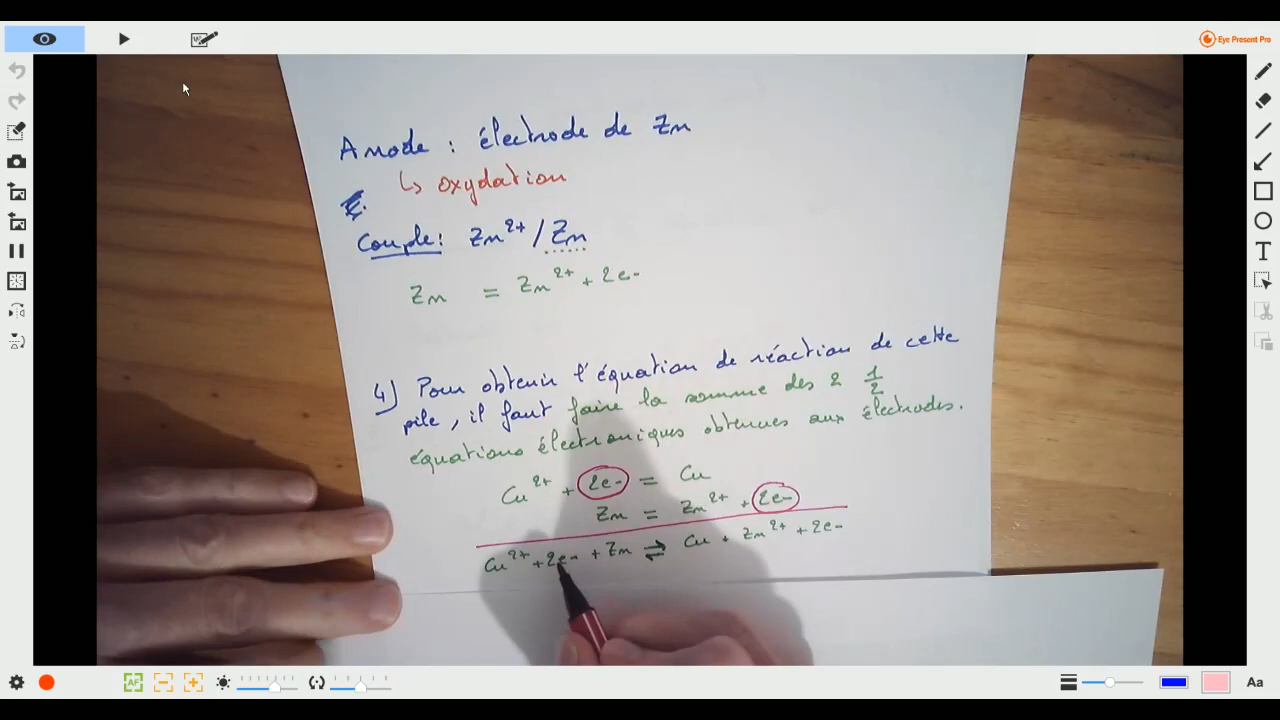 Eye Present Pro
Anode : électrode de Zn
↳ oxydation
Couple : Zn²⁺ / Zn
Zn = Zn²⁺ + 2e-
4) Pour obtenir l'équation de réaction de cette
pile, il faut faire la somme des 2 1/2
équations électroniques obtenues aux électrodes.
Cu²⁺ + 2e- = Cu
Zn = Zn²⁺ + 2e-
Cu²⁺ + 2e- + Zn ⇌ Cu + Zn²⁺ + 2e-
T
AF
Aa